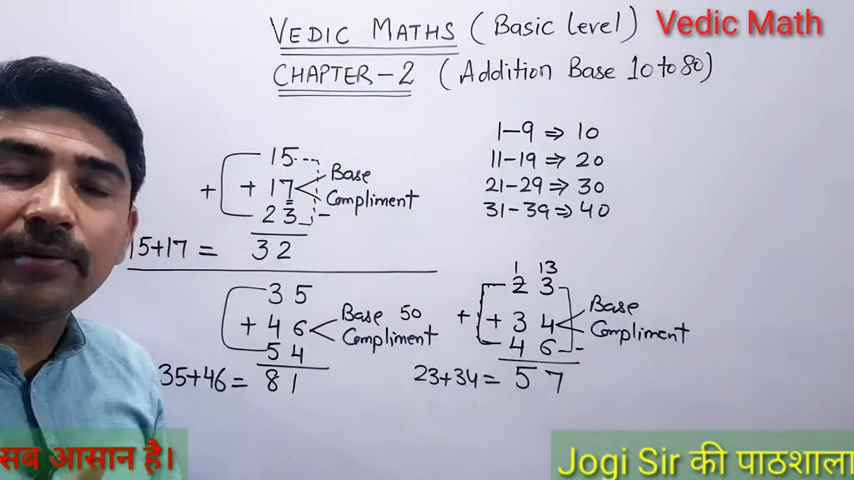 VEDIC MATHS (Basic Level)
Vedic Math
CHAPTER-2 (Addition Base 10 to 80)
1-9 ⇒ 10
11-19 ⇒ 20
21-29 ⇒ 30
31-39 ⇒ 40
15
+ + 17 Base
Compliment
23 -
15+17 = 32
35
+ 46 Base 50
Compliment
54
35+46 = 81
1 13
23
+ + 34 Base
Compliment
46 -
23+34 = 57
सब आसान है।
Jogi Sir की पाठशाला